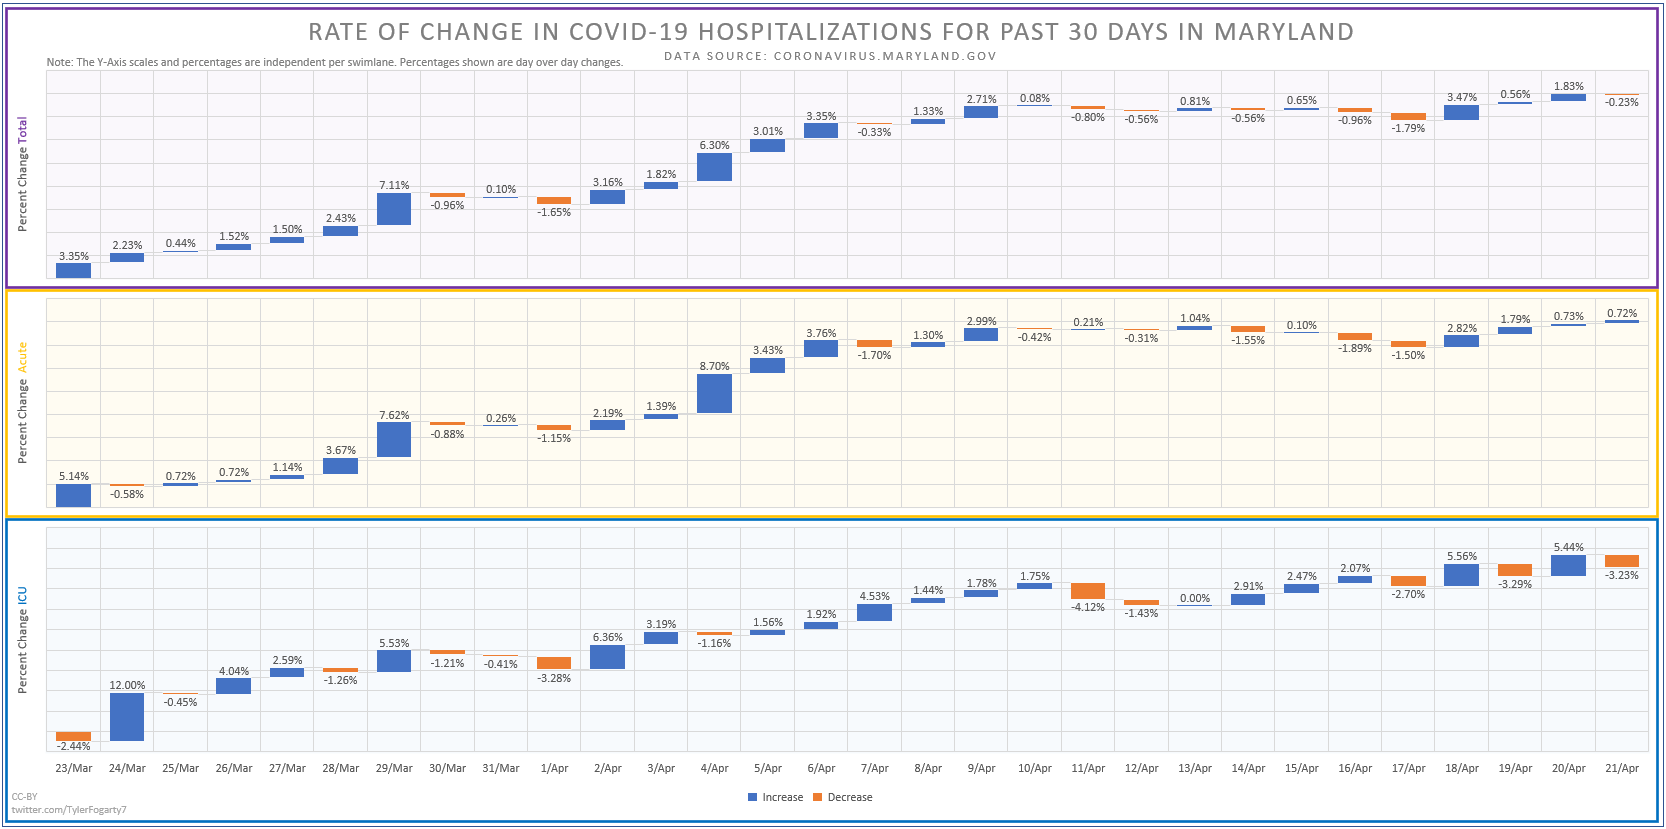 RATE OF CHANGE IN COVID-19 HOSPITALIZATIONS FOR PAST 30 DAYS IN MARYLAND
DATA SOURCE: CORONAVIRUS.MARYLAND.GOV
Note: The Y-Axis scales and percentages are independent per swimlane. Percentages shown are day over day changes.
Percent Change Total
3.35% 2.23% 0.44% 1.52% 1.50% 2.43% 7.11% -0.96% 0.10% -1.65% 3.16% 1.82% 6.30% 3.01% 3.35% -0.33% 1.33% 2.71% 0.08% -0.80% -0.56% 0.81% -0.56% 0.65% -0.96% -1.79% 3.47% 0.56% 1.83% -0.23%
Percent Change Acute
5.14% -0.58% 0.72% 0.72% 1.14% 3.67% 7.62% -0.88% 0.26% -1.15% 2.19% 1.39% 8.70% 3.43% 3.76% -1.70% 1.30% 2.99% -0.42% 0.21% -0.31% 1.04% -1.55% 0.10% -1.89% -1.50% 2.82% 1.79% 0.73% 0.72%
Percent Change ICU
-2.44% 12.00% -0.45% 4.04% 2.59% -1.26% 5.53% -1.21% -0.41% -3.28% 6.36% 3.19% -1.16% 1.56% 1.92% 4.53% 1.44% 1.78% 1.75% -4.12% -1.43% 0.00% 2.91% 2.47% 2.07% -2.70% 5.56% -3.29% 5.44% -3.23%
23/Mar 24/Mar 25/Mar 26/Mar 27/Mar 28/Mar 29/Mar 30/Mar 31/Mar 1/Apr 2/Apr 3/Apr 4/Apr 5/Apr 6/Apr 7/Apr 8/Apr 9/Apr 10/Apr 11/Apr 12/Apr 13/Apr 14/Apr 15/Apr 16/Apr 17/Apr 18/Apr 19/Apr 20/Apr 21/Apr
Increase Decrease
CC-BY
twitter.com/TylerFogarty7